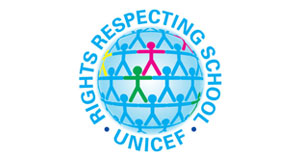 RIGHTS RESPECTING SCHOOL
• UNICEF •